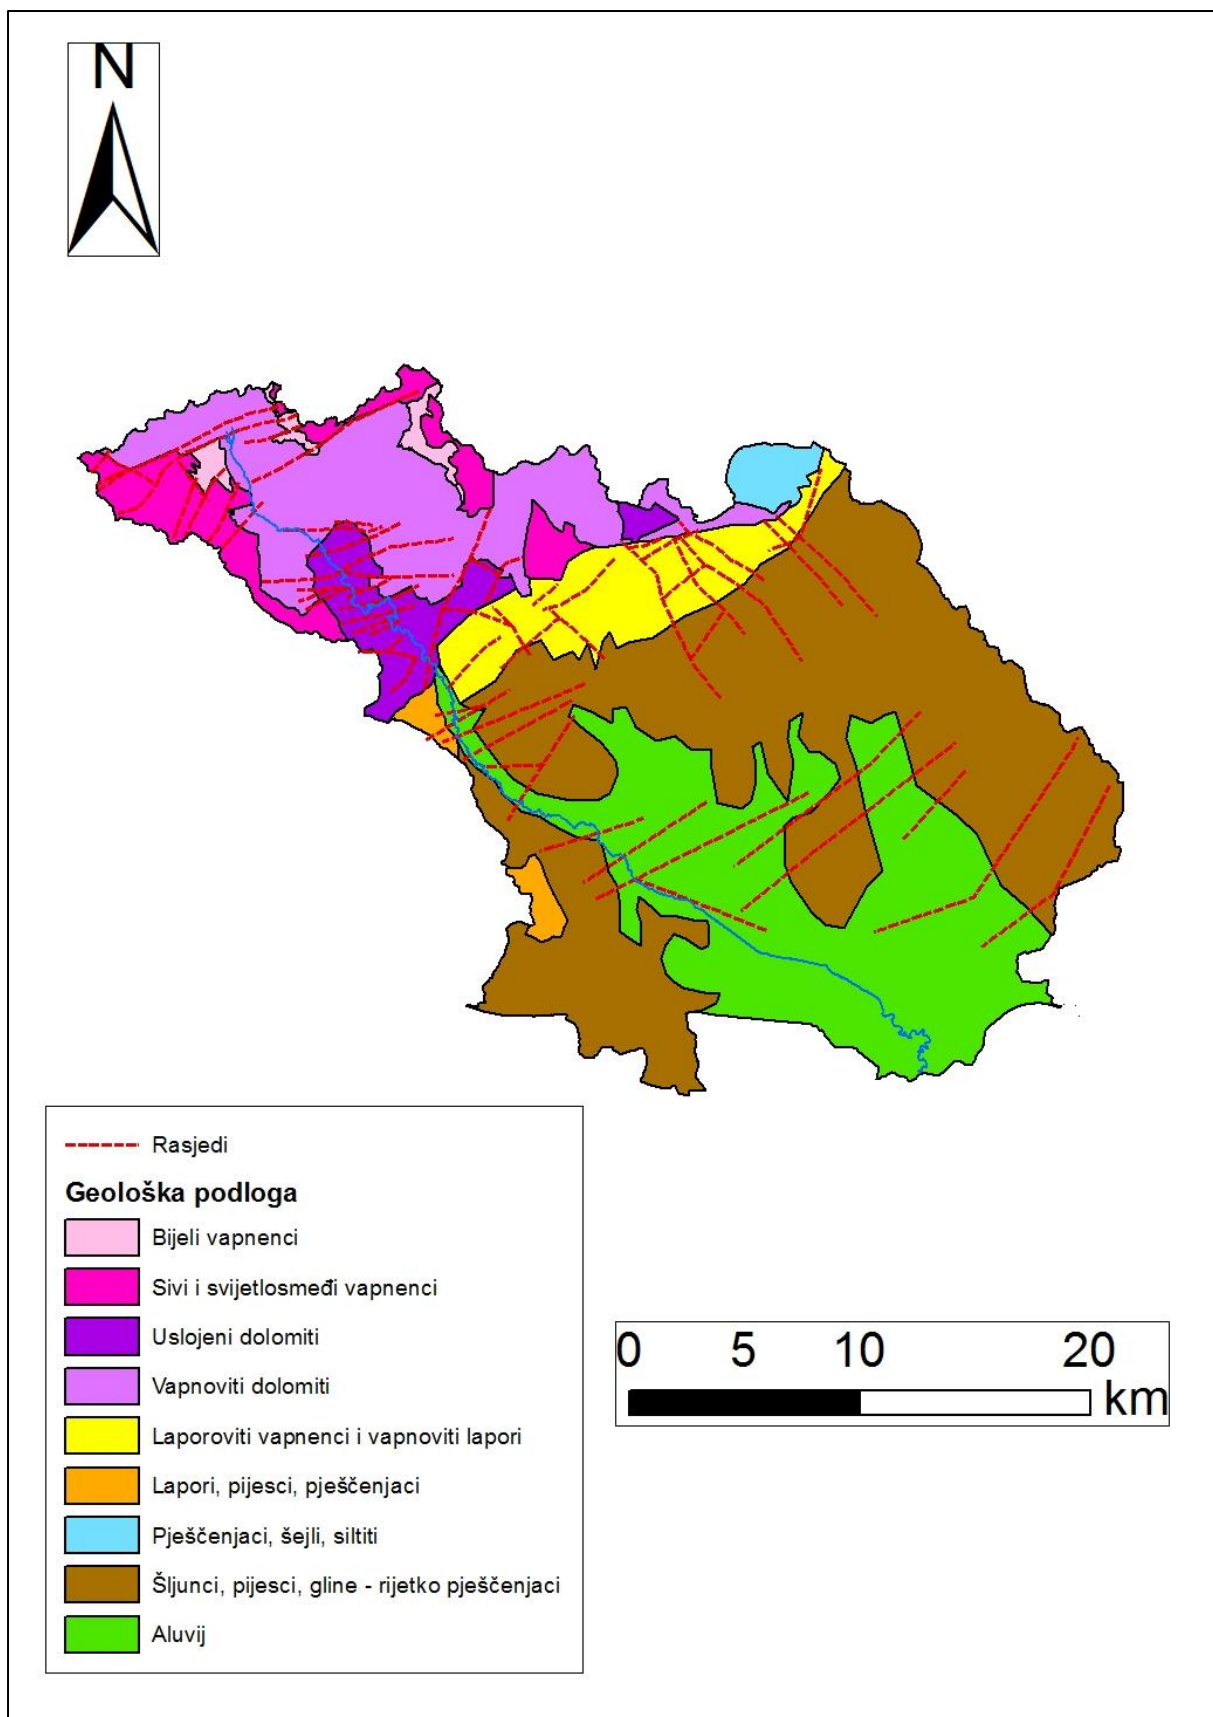 N
Rasjedi
Geološka podloga
Bijeli vapnenci
Sivi i svijetlosmeđi vapnenci
Uslojeni dolomiti
Vapnoviti dolomiti
Laporoviti vapnenci i vapnoviti lapori
Lapori, pijesci, pješčenjaci
Pješčenjaci, šejli, siltiti
Šljunci, pijesci, gline - rijetko pješčenjaci
Aluvij
0 5 10 20
km